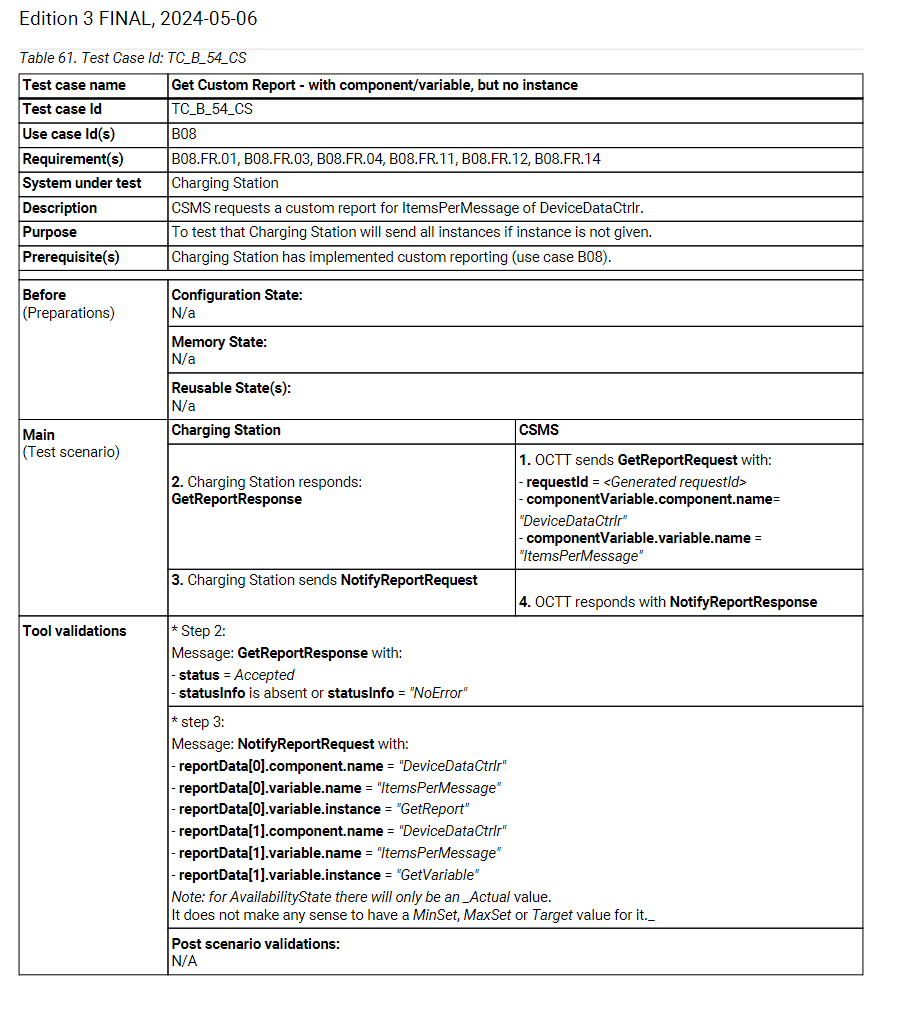 Edition 3 FINAL, 2024-05-06
Table 61. Test Case Id: TC_B_54_CS
Test case name Get Custom Report - with component/variable, but no instance
Test case Id TC_B_54_CS
Use case Id(s) B08
Requirement(s) B08.FR.01, B08.FR.03, B08.FR.04, B08.FR.11, B08.FR.12, B08.FR.14
System under test Charging Station
Description CSMS requests a custom report for ItemsPerMessage of DeviceDataCtrlr.
Purpose To test that Charging Station will send all instances if instance is not given.
Prerequisite(s) Charging Station has implemented custom reporting (use case B08).
Before
(Preparations)
Configuration State:
N/a
Memory State:
N/a
Reusable State(s):
N/a
Main
(Test scenario)
Charging Station CSMS
1. OCTT sends GetReportRequest with:
- requestId = <Generated requestId>
- componentVariable.component.name=
"DeviceDataCtrlr"
- componentVariable.variable.name =
"ItemsPerMessage"
2. Charging Station responds:
GetReportResponse
3. Charging Station sends NotifyReportRequest
4. OCTT responds with NotifyReportResponse
Tool validations
* Step 2:
Message: GetReportResponse with:
- status = Accepted
- statusInfo is absent or statusInfo = "NoError"
* step 3:
Message: NotifyReportRequest with:
- reportData[0].component.name = "DeviceDataCtrlr"
- reportData[0].variable.name = "ItemsPerMessage"
- reportData[0].variable.instance = "GetReport"
- reportData[1].component.name = "DeviceDataCtrlr"
- reportData[1].variable.name = "ItemsPerMessage"
- reportData[1].variable.instance = "GetVariable"
Note: for AvailabilityState there will only be an _Actual value.
It does not make any sense to have a MinSet, MaxSet or Target value for it._
Post scenario validations:
N/A